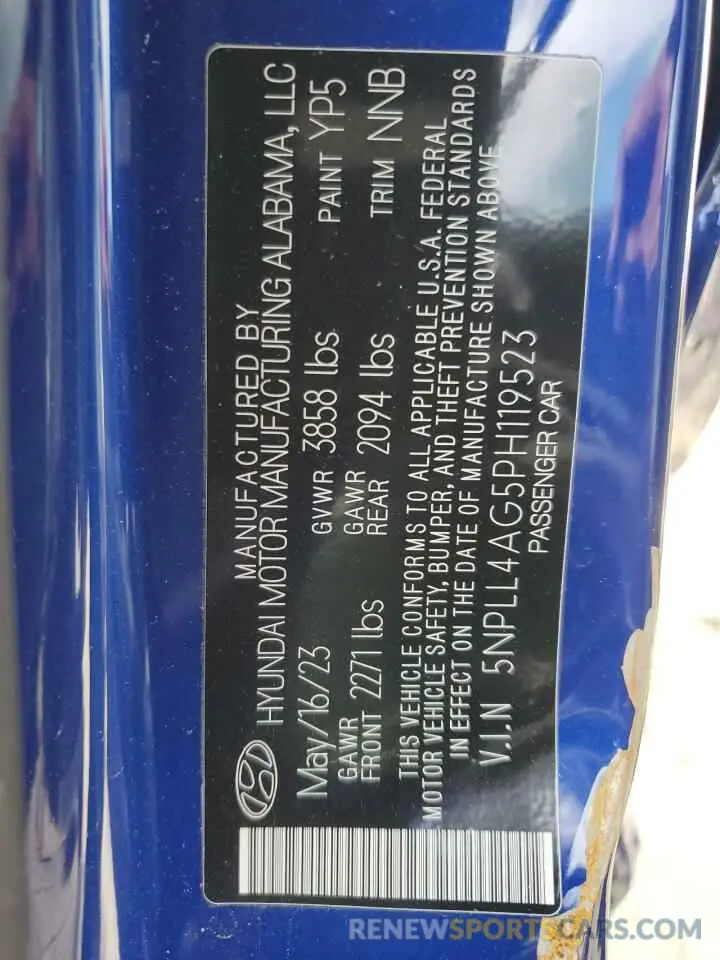 MANUFACTURED BY
HYUNDAI MOTOR MANUFACTURING ALABAMA, LLC
May/16/23 GVWR 3858 lbs PAINT YP5
GAWR FRONT 2271 lbs GAWR REAR 2094 lbs TRIM NNB
THIS VEHICLE CONFORMS TO ALL APPLICABLE U.S.A. FEDERAL
MOTOR VEHICLE SAFETY, BUMPER, AND THEFT PREVENTION STANDARDS
IN EFFECT ON THE DATE OF MANUFACTURE SHOWN ABOVE
V.I.N 5NPLL4AG5PH119523
PASSENGER CAR
RENEWSPORTSCARS.COM